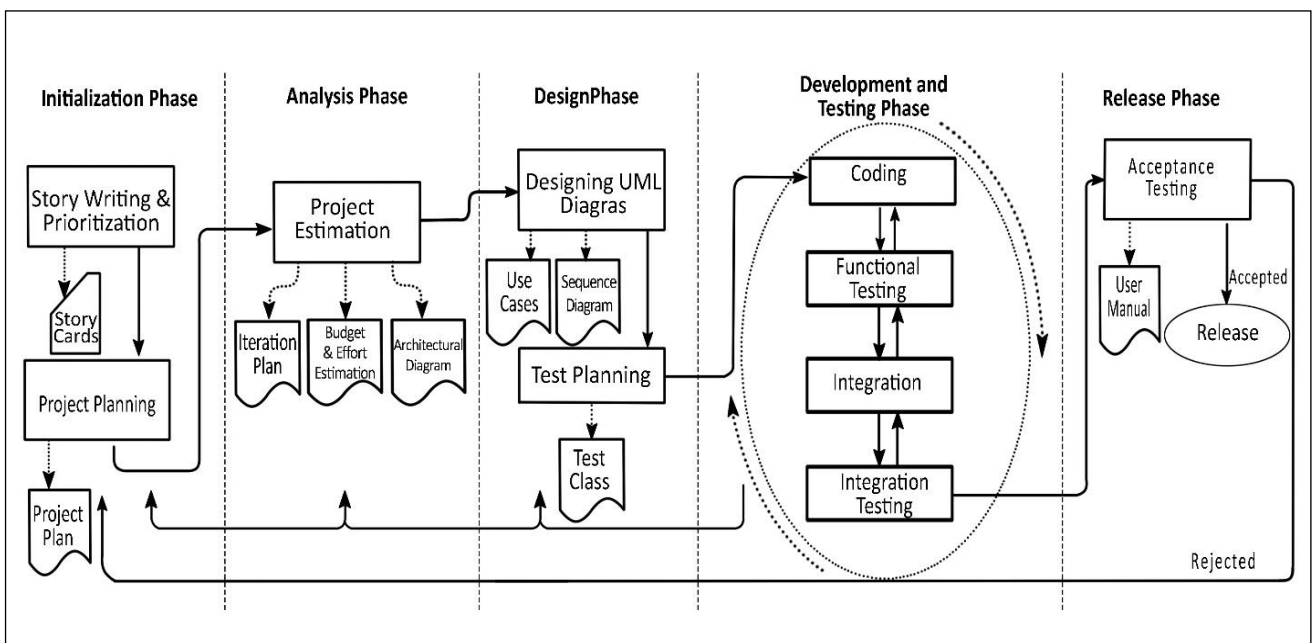 Initialization Phase
Story Writing &
Prioritization
Story
Cards
Project Planning
Project
Plan
Analysis Phase
Project
Estimation
Iteration
Plan
Budget
& Effort
Estimation
Architectural
Diagram
DesignPhase
Designing UML
Diagras
Use
Cases
Sequence
Diagram
Test Planning
Test
Class
Development and
Testing Phase
Coding
Functional
Testing
Integration
Integration
Testing
Release Phase
Acceptance
Testing
User
Manual
Accepted
Release
Rejected